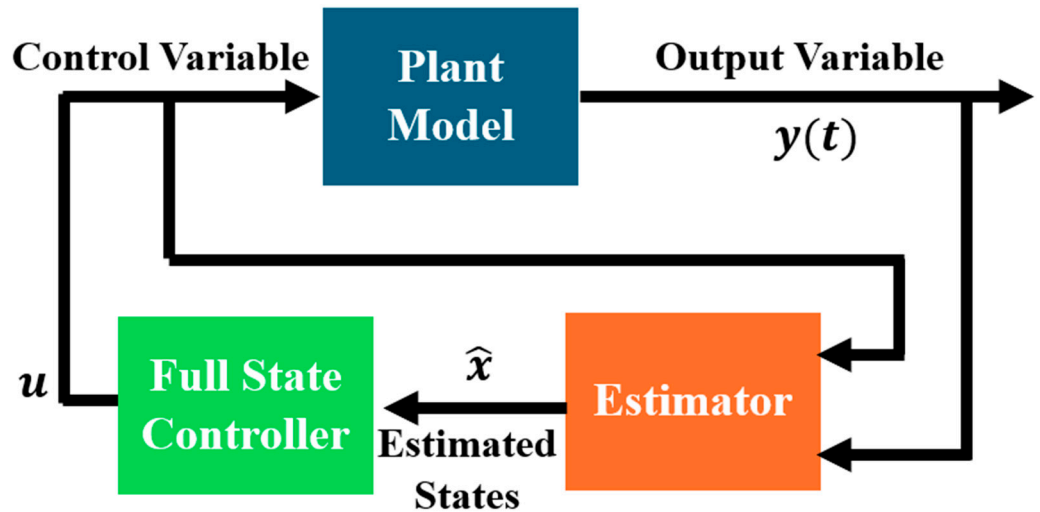 Control Variable
Plant
Model
Output Variable
y(t)
u
Full State
Controller
x̂
Estimated
States
Estimator